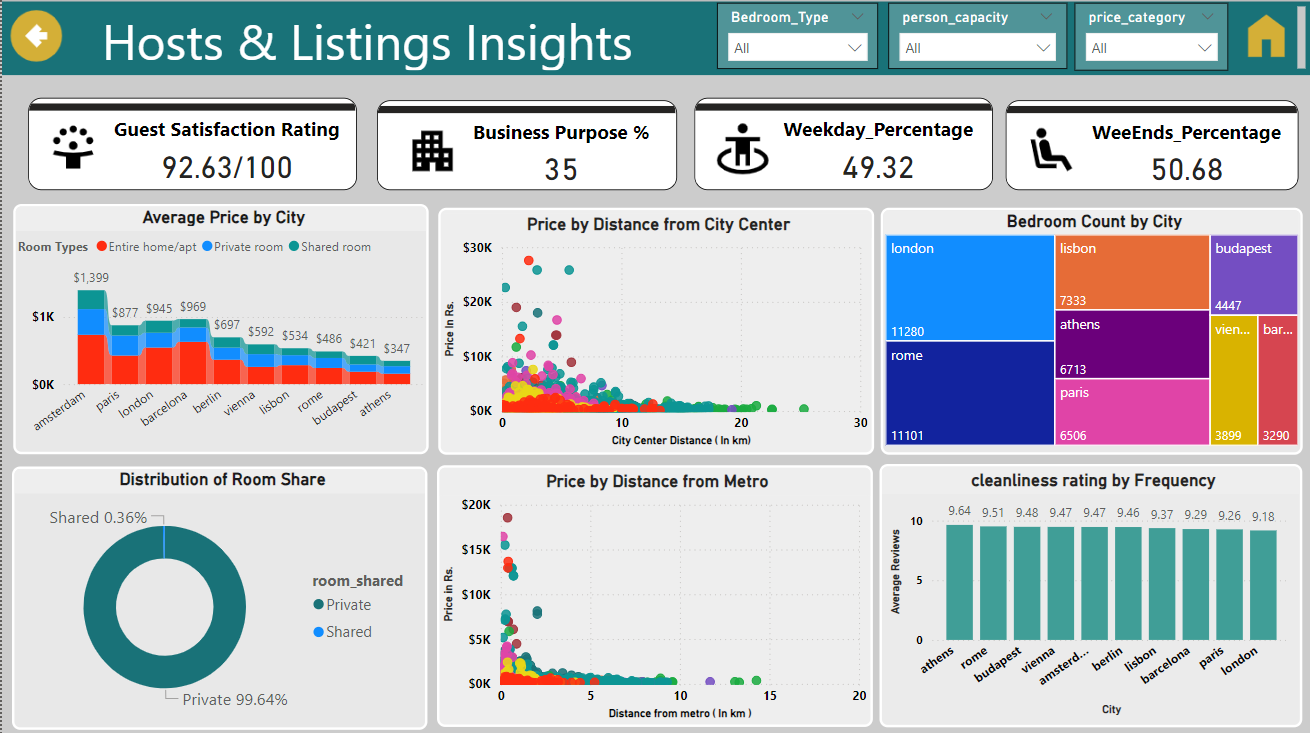 Hosts & Listings Insights
Bedroom_Type
All
person_capacity
All
price_category
All
Guest Satisfaction Rating
92.63/100
Business Purpose %
35
Weekday_Percentage
49.32
WeeEnds_Percentage
50.68
Average Price by City
Room Types Entire home/apt Private room Shared room
$1,399
$877
$945
$969
$697
$592
$534
$486
$421
$347
$1K
$0K
amsterdam
paris
london
barcelona
berlin
vienna
lisbon
rome
budapest
athens
Price by Distance from City Center
Price In Rs.
$30K
$20K
$10K
$0K
0 10 20 30
City Center Distance ( In km)
Bedroom Count by City
london
11280
rome
11101
lisbon
7333
athens
6713
paris
6506
budapest
4447
vien...
3899
bar...
3290
Distribution of Room Share
Shared 0.36%
Private 99.64%
room_shared
Private
Shared
Price by Distance from Metro
Price in Rs.
$20K
$15K
$10K
$5K
$0K
0 5 10 15 20
Distance from metro ( In km )
cleanliness rating by Frequency
Average Reviews
10
5
0
9.64 9.51 9.48 9.47 9.47 9.46 9.37 9.29 9.26 9.18
athens
rome
budapest
vienna
amsterd...
berlin
lisbon
barcelona
paris
london
City